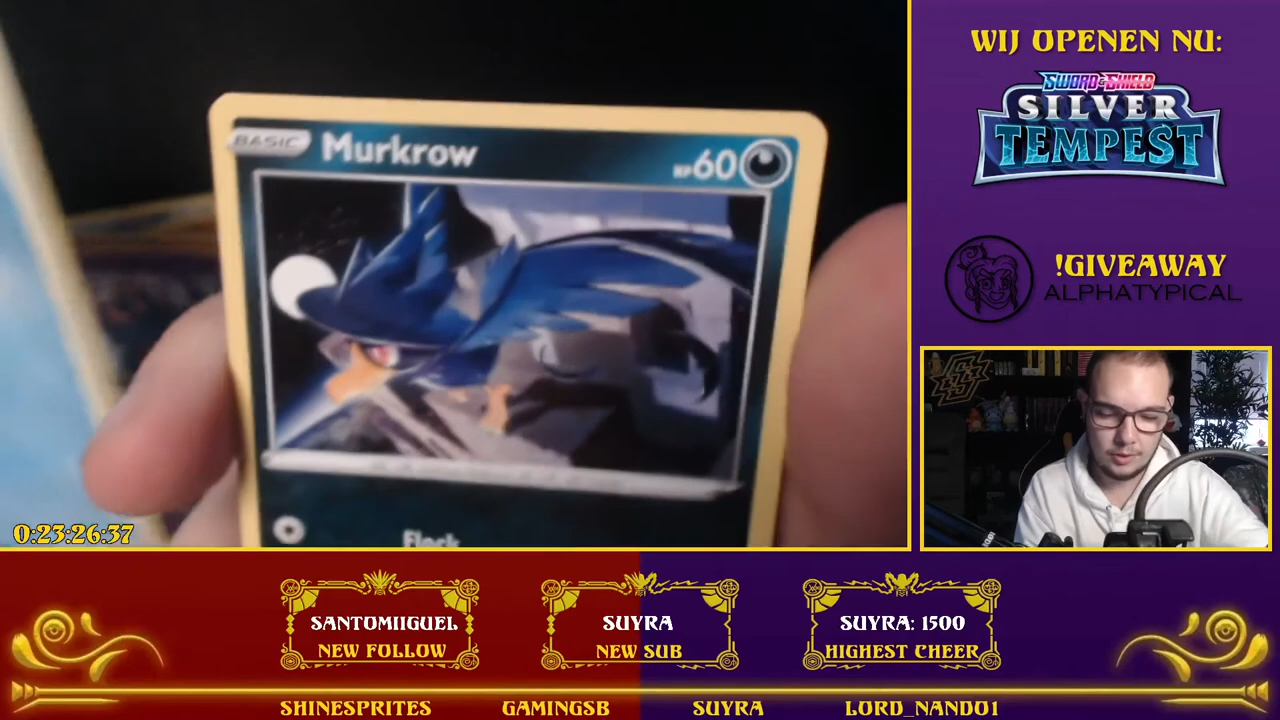 BASIC Murkrow HP60
Flock
0:23:26:37
WIJ OPENEN NU:
SWORD & SHIELD
SILVER
TEMPEST
!GIVEAWAY
ALPHATYPICAL
SANTOMIIGUEL
NEW FOLLOW
SUYRA
NEW SUB
SUYRA: 1500
HIGHEST CHEER
SHINESPRITES GAMINGSB SUYRA LORD_NANDO1